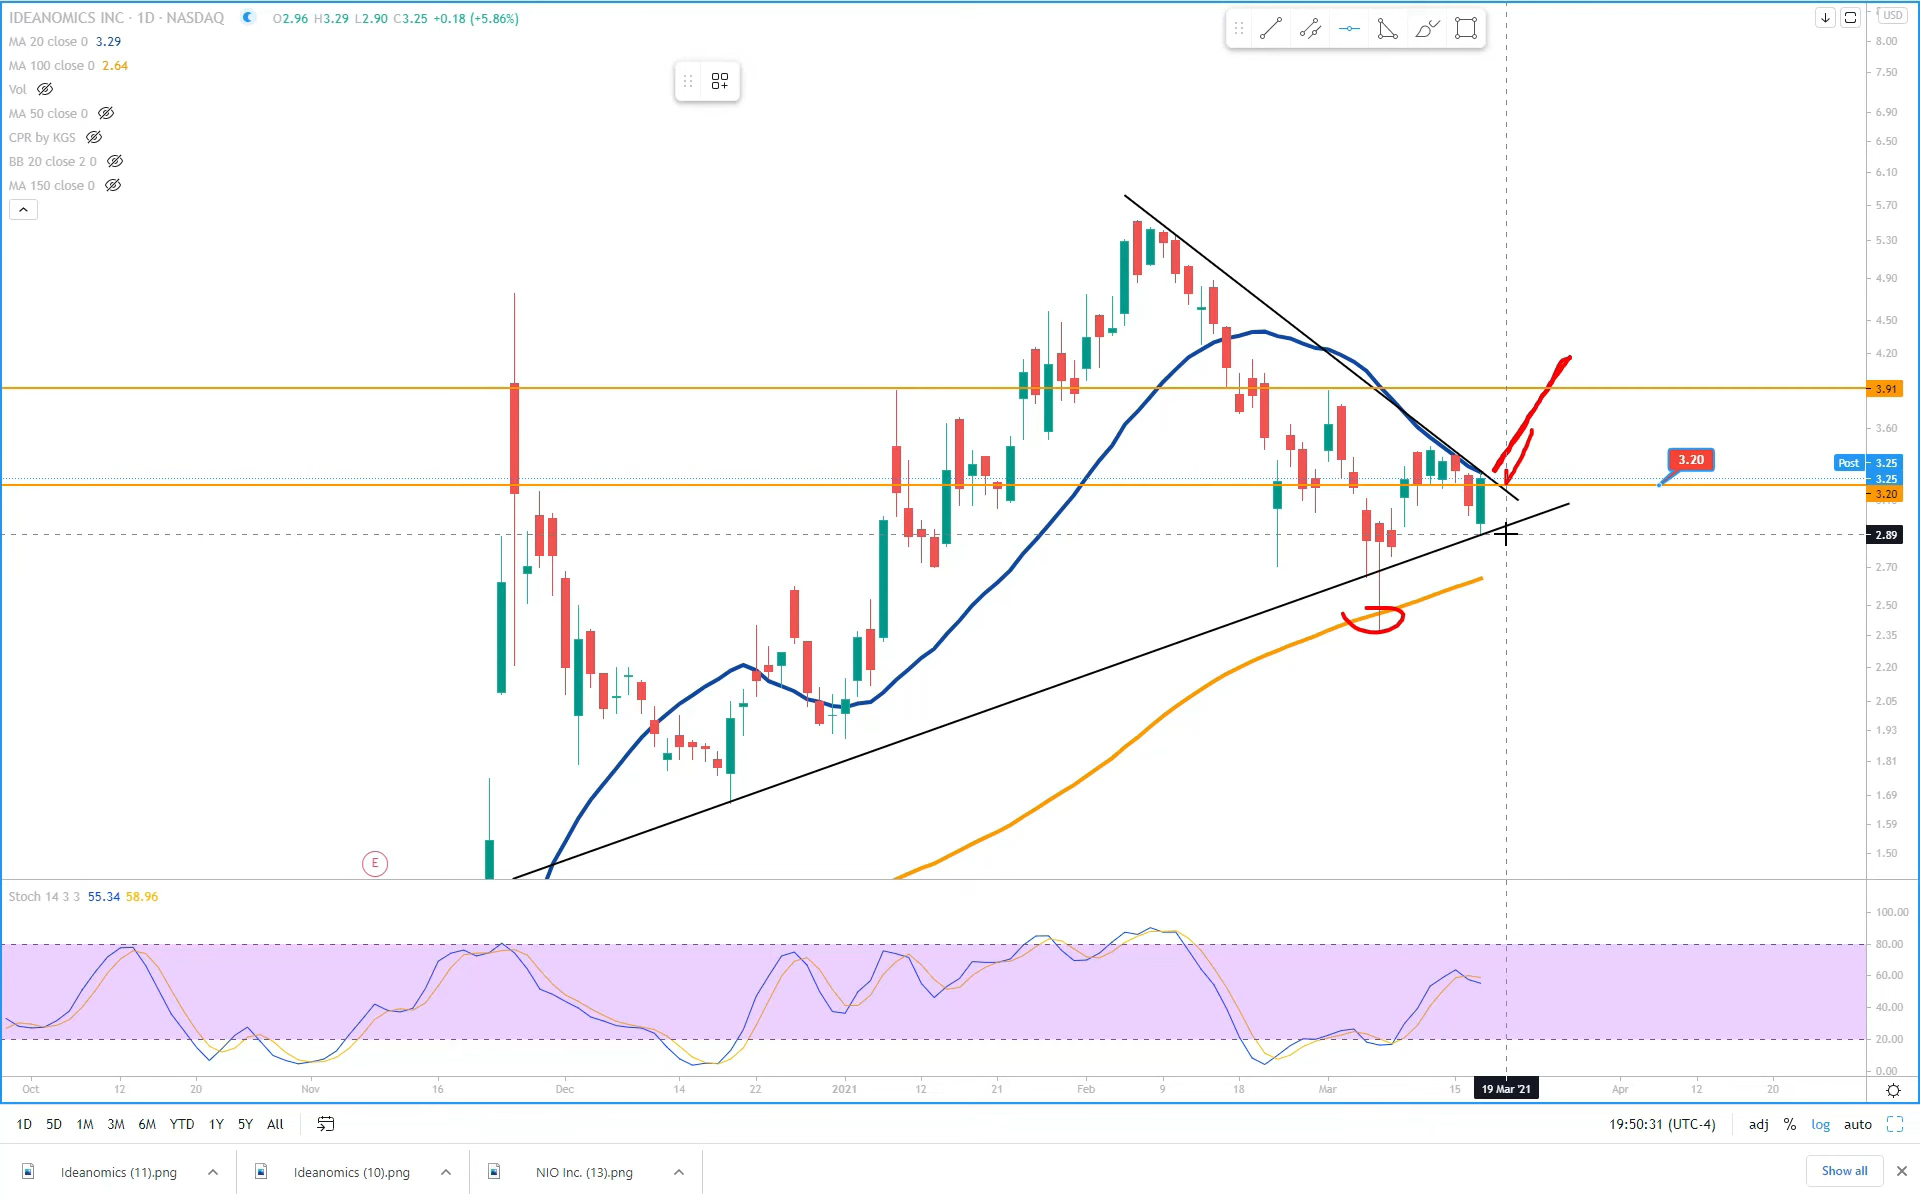 IDEANOMICS INC · 1D · NASDAQ O2.96 H3.29 L2.90 C3.25 +0.18 (+5.86%)
MA 20 close 0 3.29
MA 100 close 0 2.64
Vol
MA 50 close 0
CPR by KGS
BB 20 close 2 0
MA 150 close 0
USD
8.00
7.50
6.90
6.50
6.10
5.70
5.30
4.90
4.50
4.20
3.91
3.60
3.20
Post 3.25
3.25
3.20
2.89
2.70
2.50
2.35
2.20
2.05
1.93
1.81
1.69
1.59
1.50
E
Stoch 14 3 3 55.34 58.96
100.00
80.00
60.00
40.00
20.00
0.00
Oct 12 20 Nov 16 Dec 14 22 2021 12 21 Feb 9 18 Mar 15 19 Mar '21 Apr 12 20
1D 5D 1M 3M 6M YTD 1Y 5Y All 19:50:31 (UTC-4) adj % log auto
Ideanomics (11).png Ideanomics (10).png NIO Inc. (13).png Show all